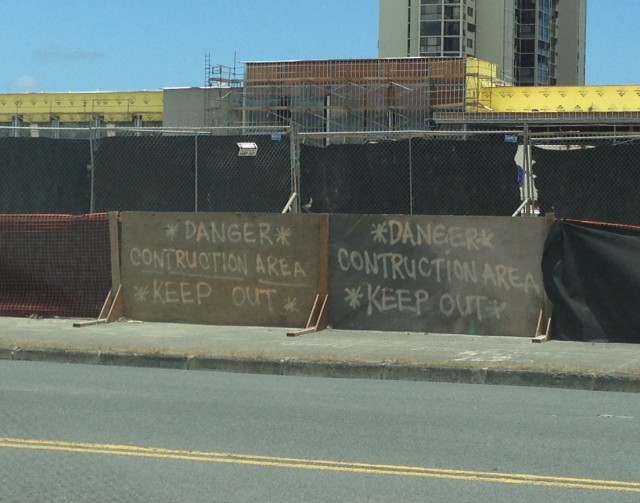 *DANGER*
CONTRUCTION AREA
*KEEP OUT*
*DANGER*
CONTRUCTION AREA
*KEEP OUT*